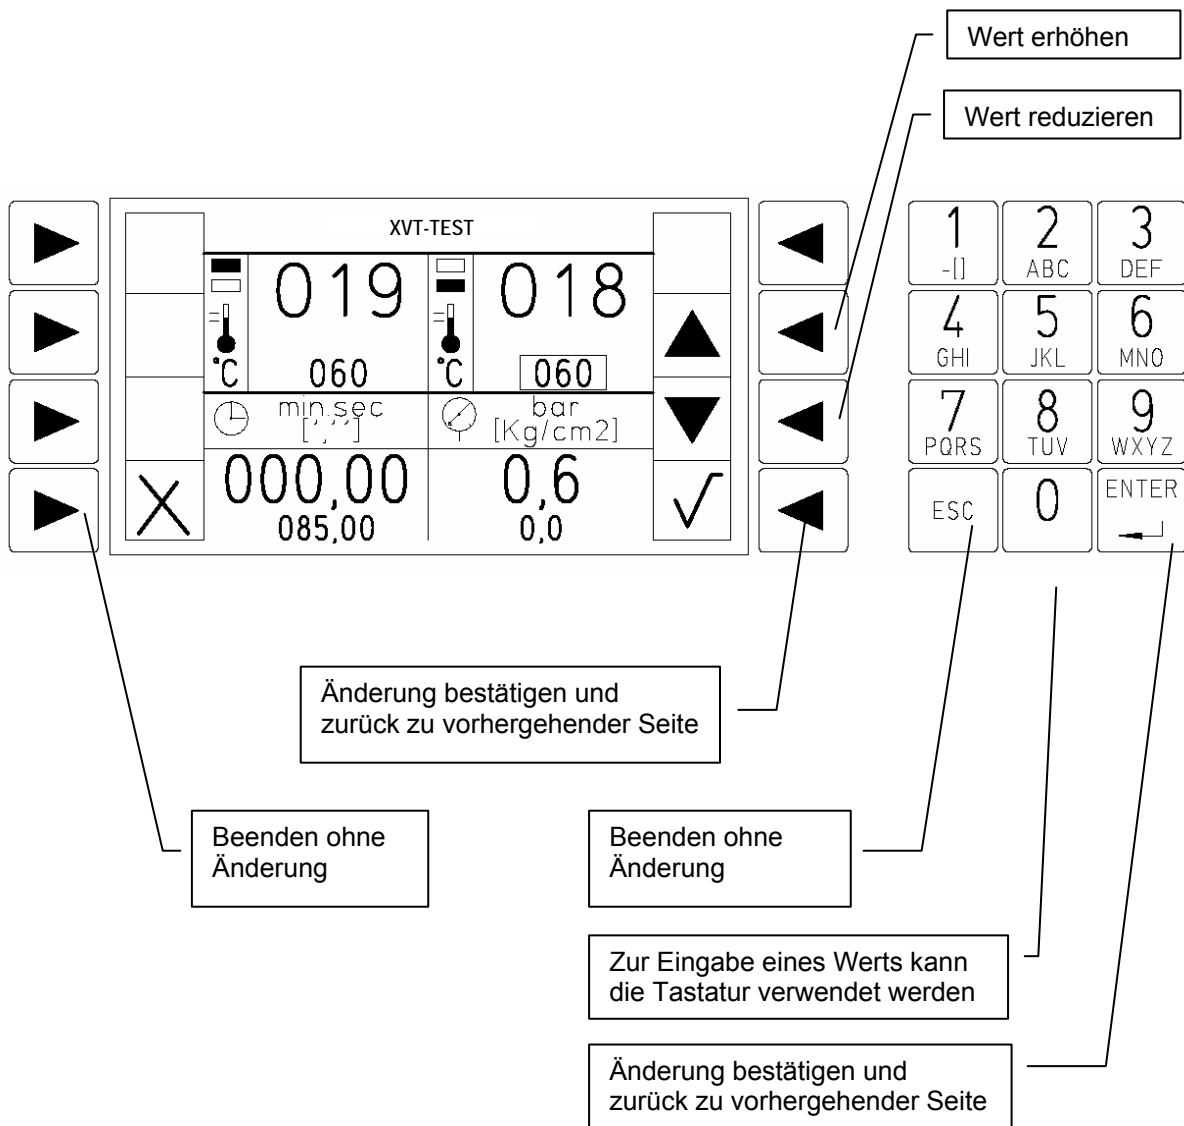 Wert erhöhen
Wert reduzieren
XVT-TEST
019 018
°C 060 °C 060
min.sec bar
[',''] [Kg/cm2]
000,00 0,6
085,00 0,0
1 2 3
-[] ABC DEF
4 5 6
GHI JKL MNO
7 8 9
PQRS TUV WXYZ
ESC 0 ENTER
Änderung bestätigen und
zurück zu vorhergehender Seite
Beenden ohne
Änderung
Beenden ohne
Änderung
Zur Eingabe eines Werts kann
die Tastatur verwendet werden
Änderung bestätigen und
zurück zu vorhergehender Seite